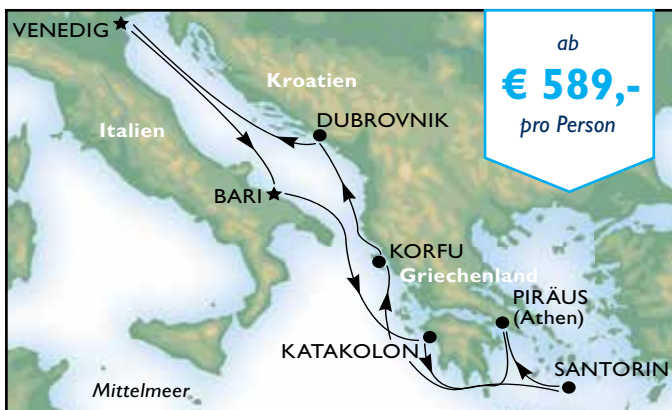 VENEDIG
ab
€ 589,-
pro Person
Kroatien
Italien
DUBROVNIK
BARI
KORFU
Griechenland
PIRÄUS
(Athen)
KATAKOLON
SANTORIN
Mittelmeer